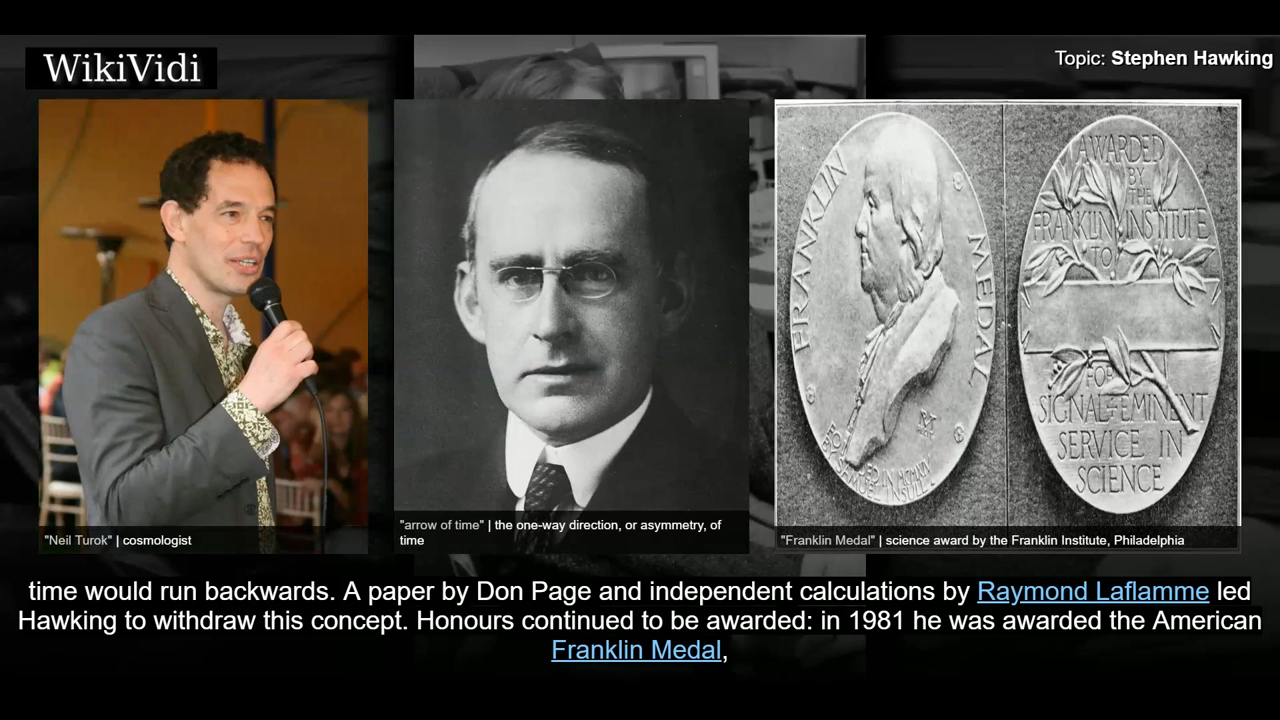 WikiVidi
Topic: Stephen Hawking
FRANKLIN
MEDAL
AWARDED
BY
THE
FRANKLIN INSTITUTE
TO
FOR
SIGNAL & EMINENT
SERVICE IN
SCIENCE
"Neil Turok" | cosmologist
"arrow of time" | the one-way direction, or asymmetry, of
time
"Franklin Medal" | science award by the Franklin Institute, Philadelphia
time would run backwards. A paper by Don Page and independent calculations by Raymond Laflamme led
Hawking to withdraw this concept. Honours continued to be awarded: in 1981 he was awarded the American
Franklin Medal,